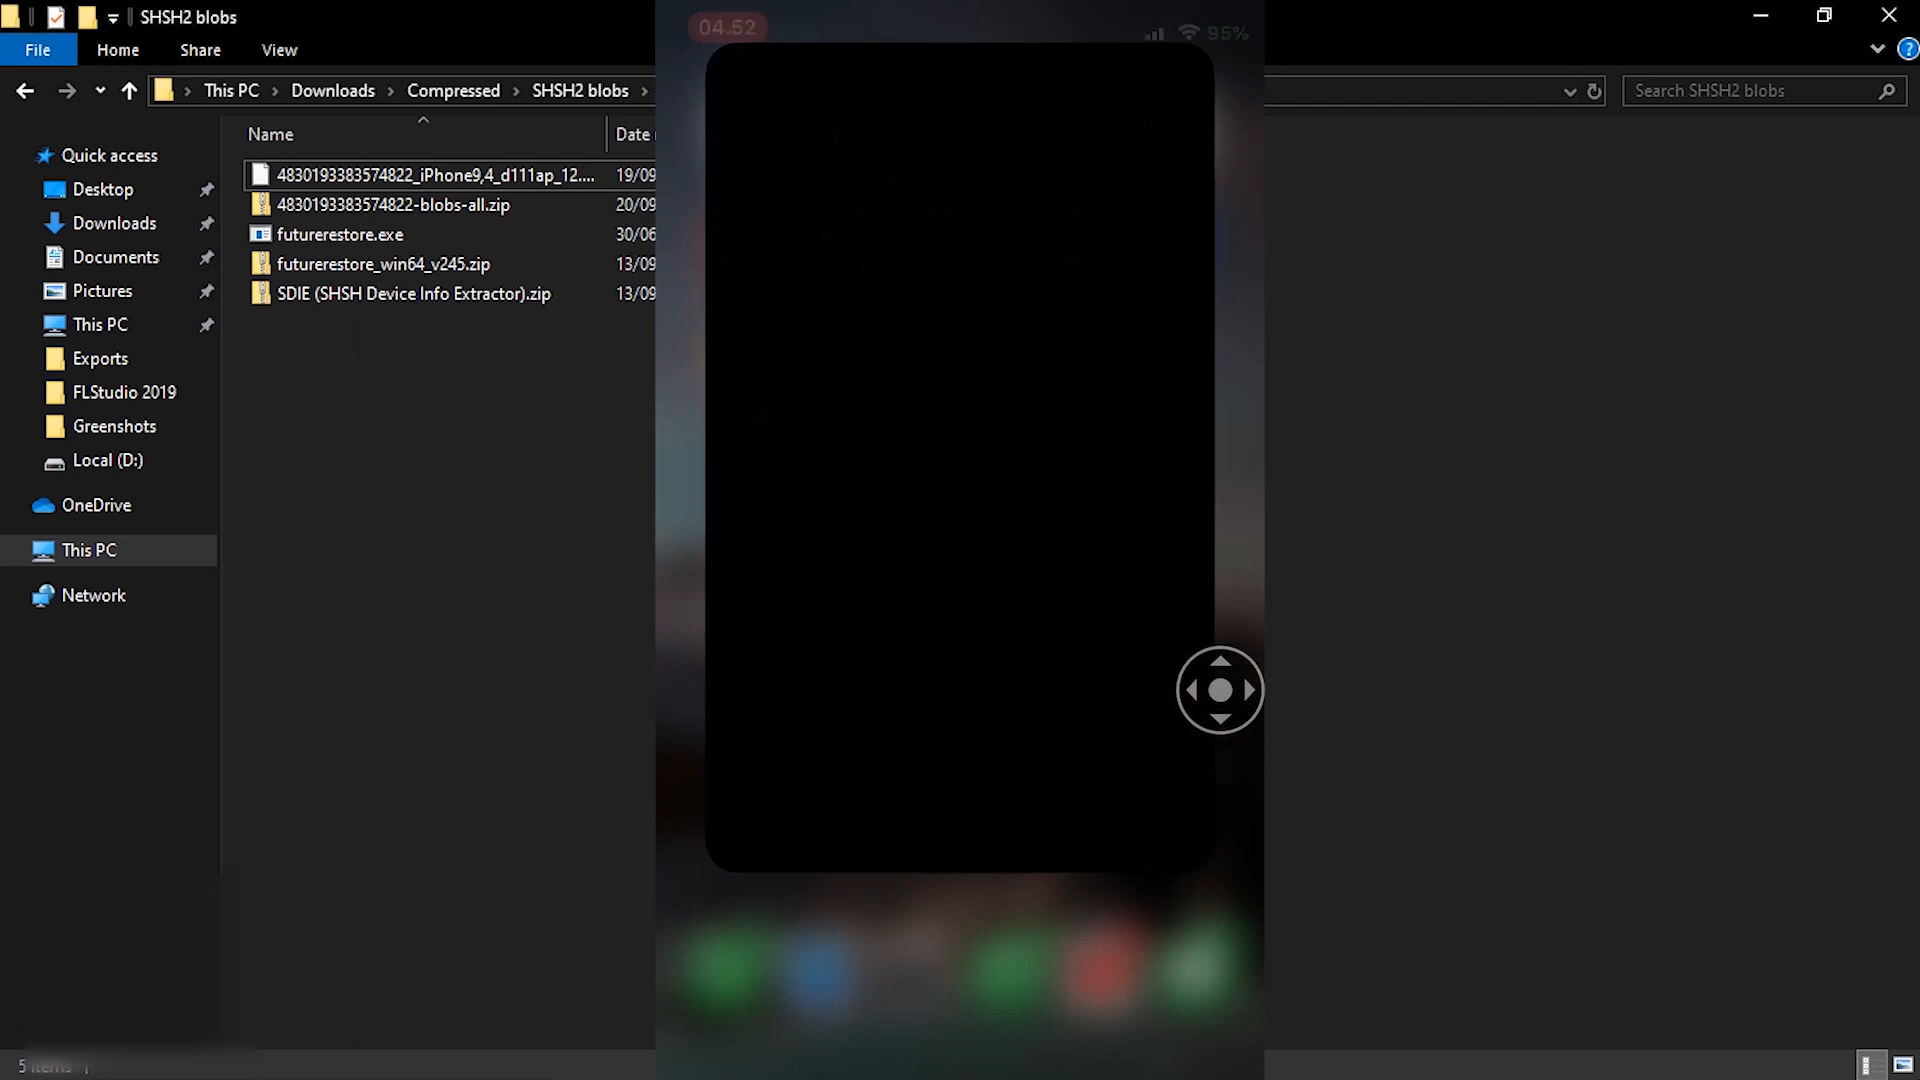 SHSH2 blobs
04.52
95%
File
Home
Share
View
This PC
Downloads
Compressed
SHSH2 blobs
Search SHSH2 blobs
Name
Date
Quick access
Desktop
Downloads
Documents
Pictures
This PC
Exports
FLStudio 2019
Greenshots
Local (D:)
OneDrive
This PC
Network
4830193383574822_iPhone9,4_d111ap_12.... 19/09
4830193383574822-blobs-all.zip 20/09
futurerestore.exe 30/06
futurerestore_win64_v245.zip 13/09
SDIE (SHSH Device Info Extractor).zip 13/09
5 items